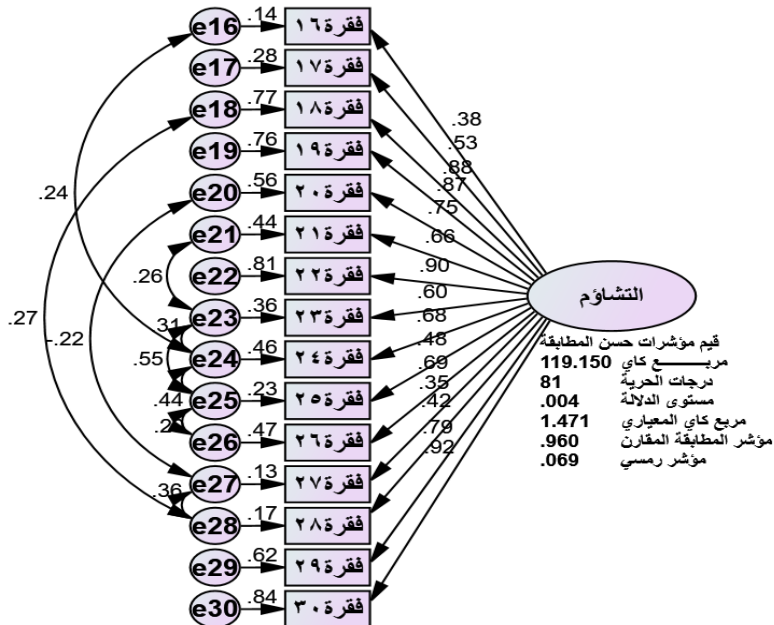 e16 .14 فقرة١٦
e17 .28 فقرة١٧
e18 .77 فقرة١٨
e19 .76 فقرة١٩
e20 .56 فقرة٢٠
e21 .44 فقرة٢١
e22 .81 فقرة٢٢
e23 .36 فقرة٢٣
e24 .46 فقرة٢٤
e25 .23 فقرة٢٥
e26 .47 فقرة٢٦
e27 .13 فقرة٢٧
e28 .17 فقرة٢٨
e29 .62 فقرة٢٩
e30 .84 فقرة٣٠
.38
.53
.88
.87
.75
.66
.90
.60
.68
.48
.69
.35
.42
.79
.92
.24
.26
.27
-.22
.31
.55
.44
.36
التشاؤم
قيم مؤشرات حسن المطابقة
مربــــــع كاي 119.150
درجات الحرية 81
مستوى الدلالة .004
مربع كاي المعياري 1.471
مؤشر المطابقة المقارن .960
مؤشر رمسي .069